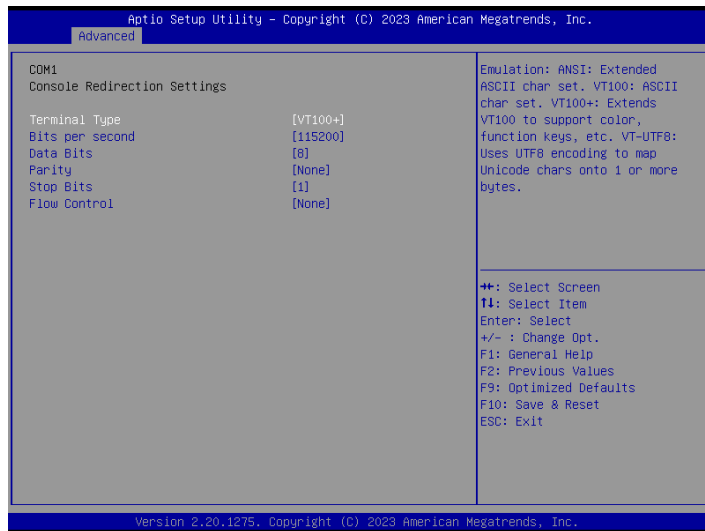 Aptio Setup Utility – Copyright (C) 2023 American Megatrends, Inc.
Advanced
COM1
Console Redirection Settings
Terminal Type [VT100+]
Bits per second [115200]
Data Bits [8]
Parity [None]
Stop Bits [1]
Flow Control [None]
Emulation: ANSI: Extended
ASCII char set. VT100: ASCII
char set. VT100+: Extends
VT100 to support color,
function keys, etc. VT-UTF8:
Uses UTF8 encoding to map
Unicode chars onto 1 or more
bytes.
→←: Select Screen
↑↓: Select Item
Enter: Select
+/- : Change Opt.
F1: General Help
F2: Previous Values
F9: Optimized Defaults
F10: Save & Reset
ESC: Exit
Version 2.20.1275. Copyright (C) 2023 American Megatrends, Inc.